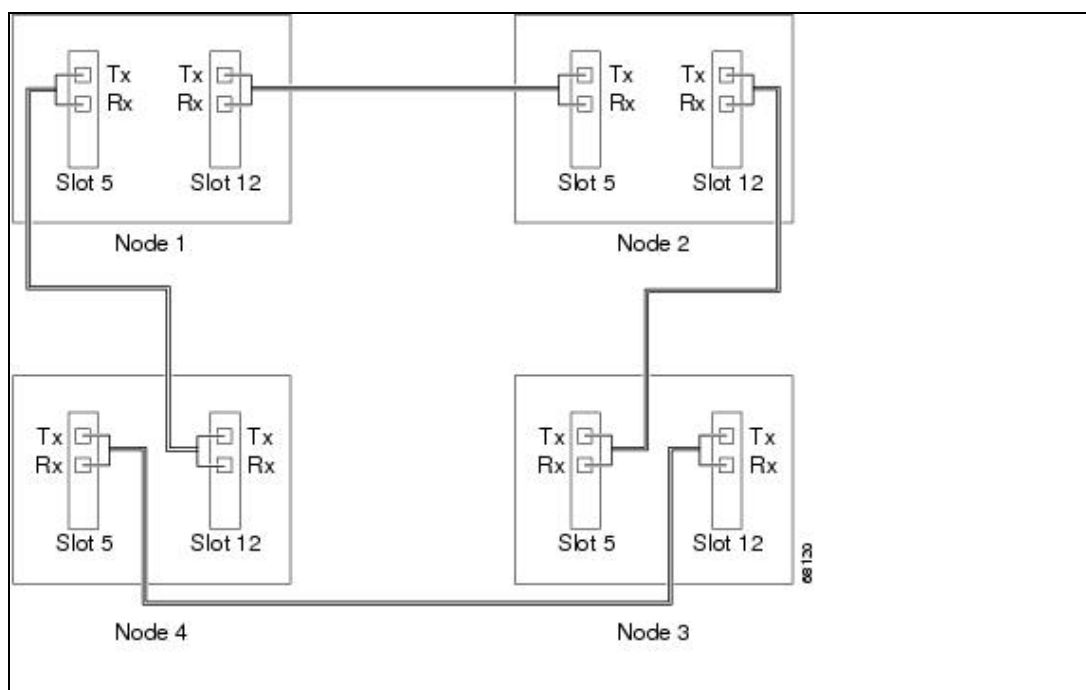 Tx Tx Tx Tx
Rx Rx Rx Rx
Slot 5 Slot 12 Slot 5 Slot 12
Node 1 Node 2
Tx Tx Tx Tx
Rx Rx Rx Rx
Slot 5 Slot 12 Slot 5 Slot 12
68120
Node 4 Node 3